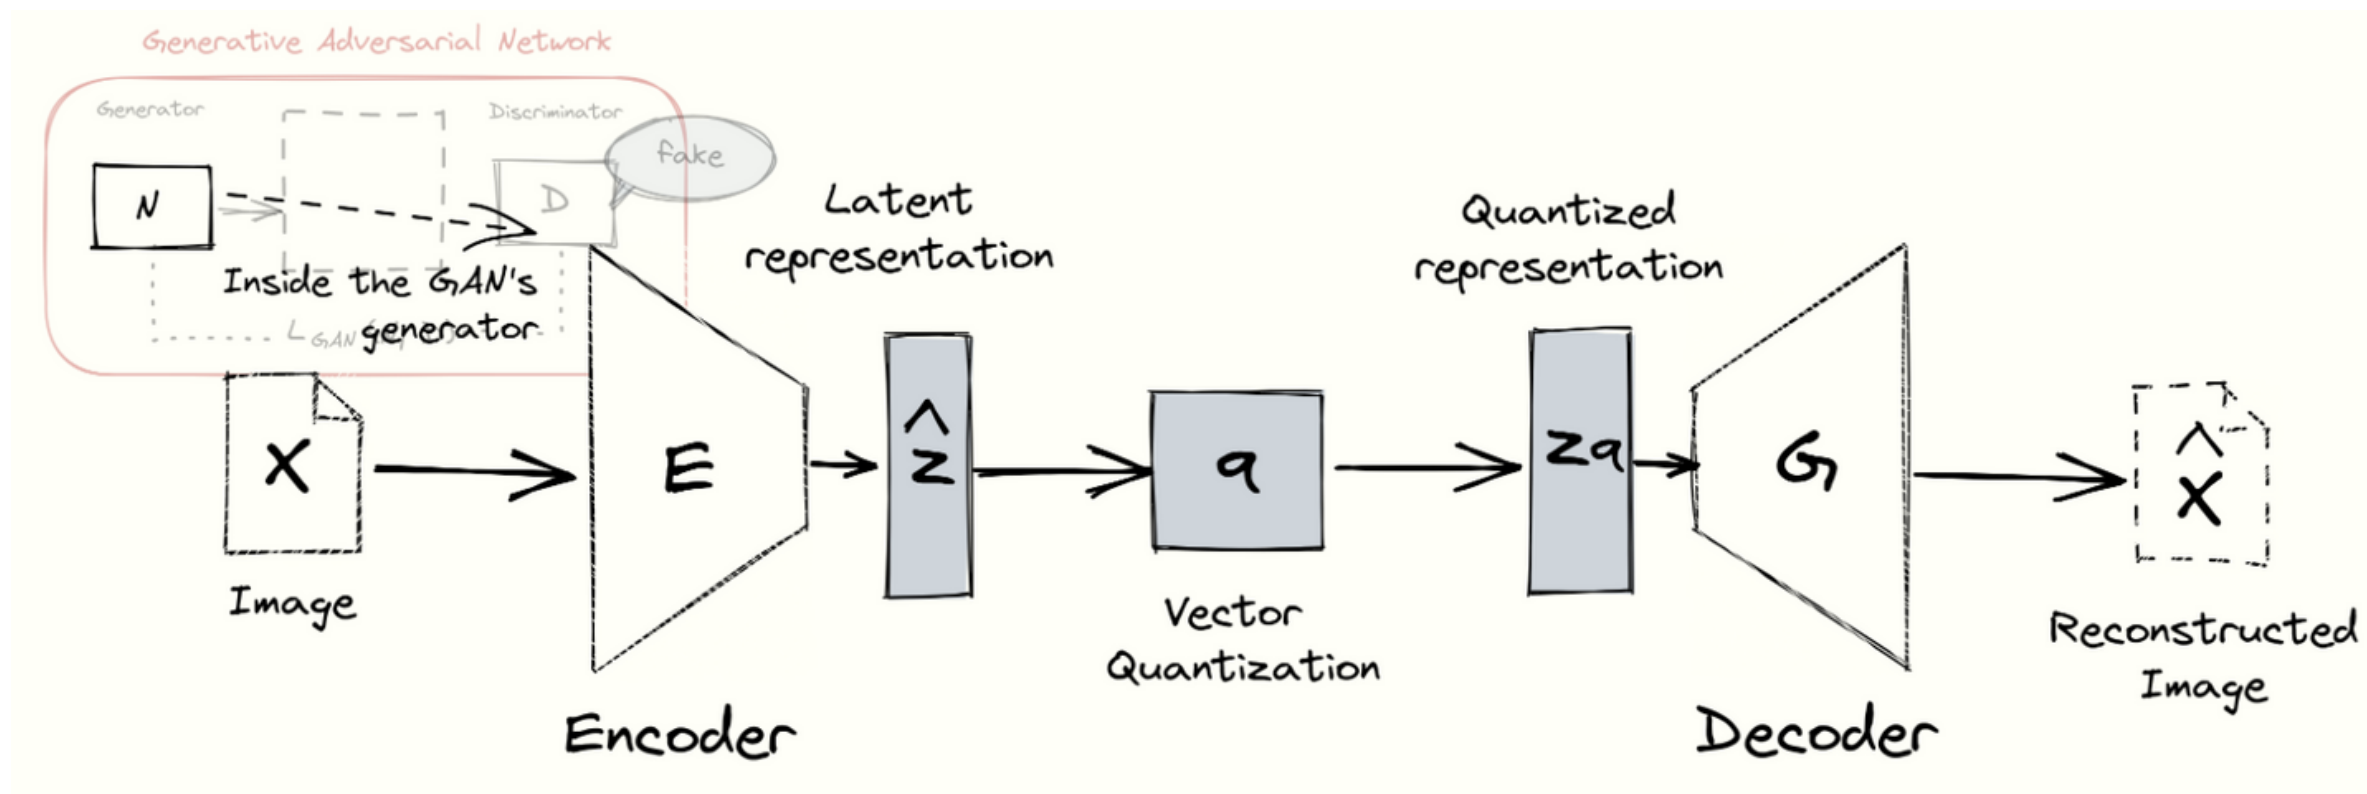 Generative Adversarial Network
Generator
Discriminator
fake
N
D
Inside the GAN's
generator
L GAN
Latent
representation
Quantized
representation
X
E
ẑ
q
zq
G
x̂
Image
Vector
Quantization
Reconstructed
Image
Encoder
Decoder